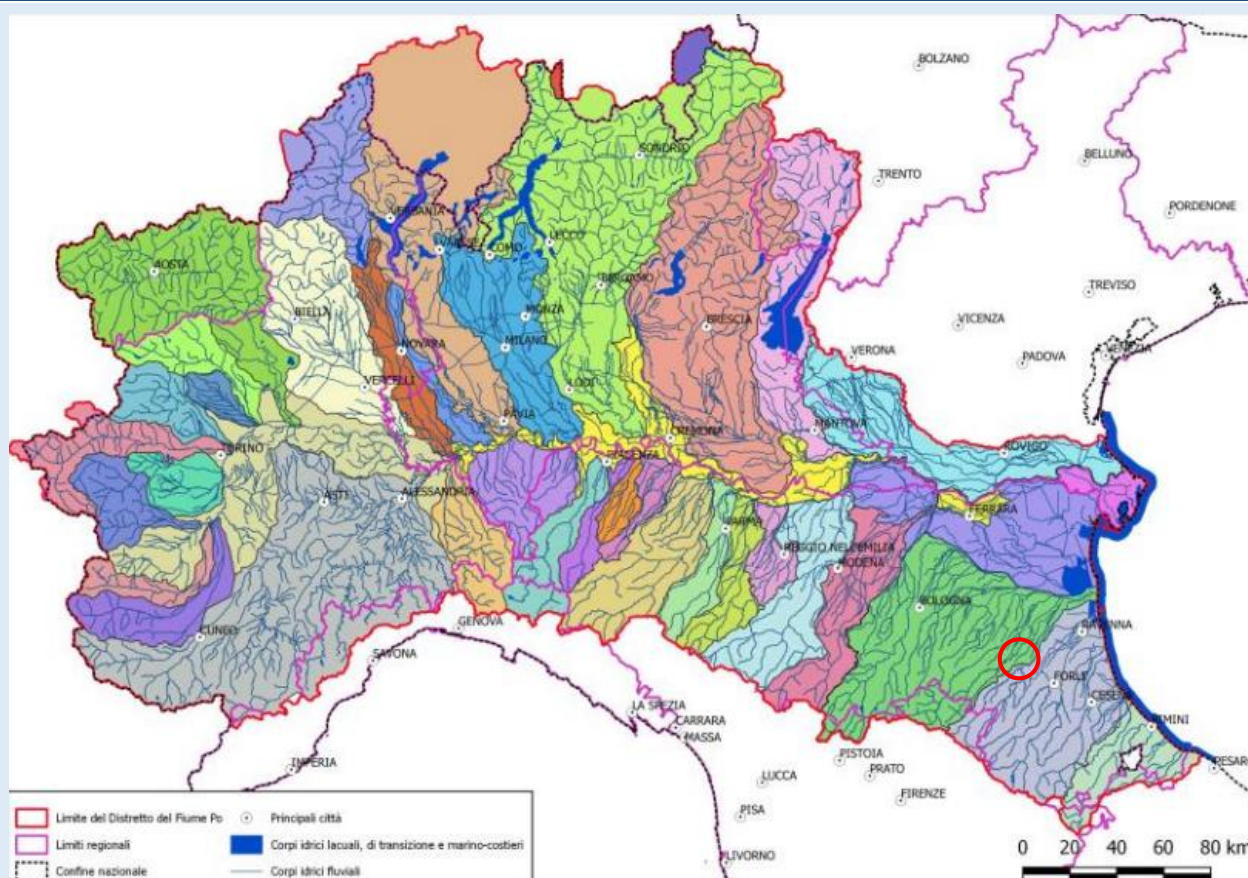 BOLZANO
BELLUNO
SONDRIO
TRENTO
PORDENONE
VERBANIA
LECCO
COMO
AOSTA
BERGAMO
TREVISO
BIELLA
MONZA
BRESCIA
VICENZA
VENEZIA
NOVARA
MILANO
VERONA
PADOVA
VERCELLI
LODI
PAVIA
CREMONA
MANTOVA
ROVIGO
TORINO
PIACENZA
ASTI
ALESSANDRIA
FERRARA
PARMA
REGGIO NELL'EMILIA
MODENA
BOLOGNA
RAVENNA
CUNEO
GENOVA
SAVONA
FORLI
CESENA
LA SPEZIA
CARRARA
MASSA
RIMINI
IMPERIA
PISTOIA
PRATO
LUCCA
FIRENZE
PESARO
PISA
LIVORNO
Limite del Distretto del Fiume Po
Principali città
Limiti regionali
Corpi idrici lacuali, di transizione e marino-costieri
Confine nazionale
Corpi idrici fluviali
0 20 40 60 80 km